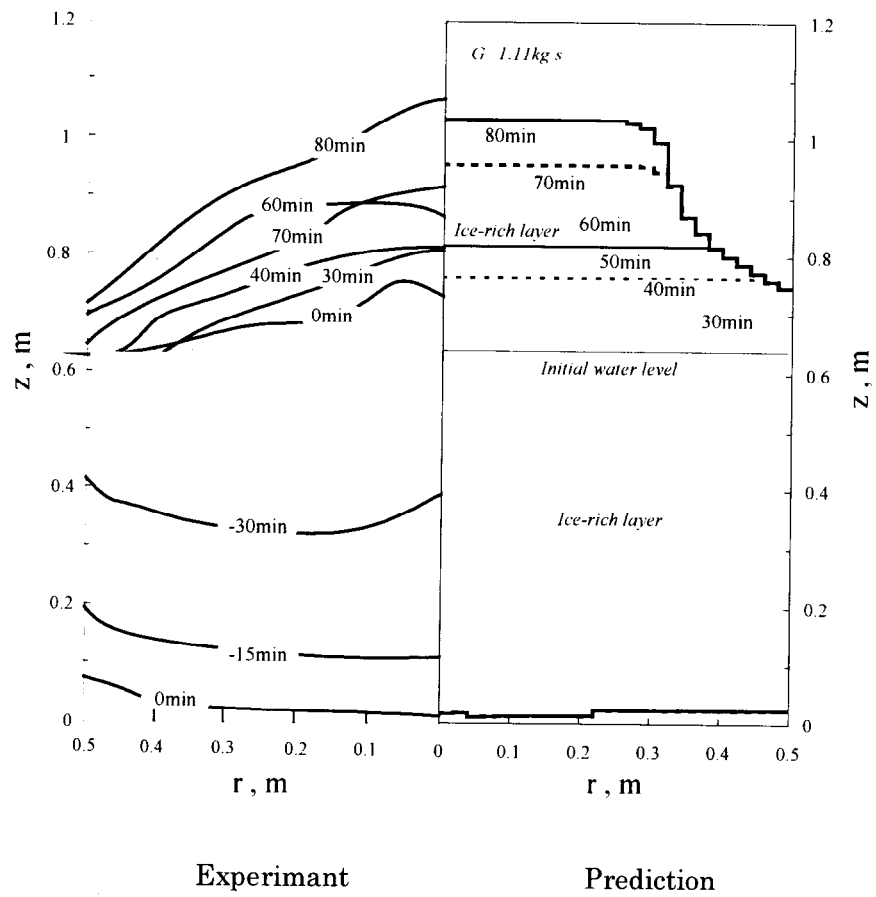 1.2
1
0.8
0.6
0.4
0.2
0
z , m
80min
60min
70min
40min
30min
0min
-30min
-15min
0min
0.5
0.4
0.3
0.2
0.1
0
r , m
Experimant
G 1.11kg s
80min
70min
60min
Ice-rich layer
50min
40min
30min
Initial water level
Ice-rich layer
1.2
1
0.8
0.6
0.4
0.2
0
z , m
0.1
0.2
0.3
0.4
0.5
r , m
Prediction